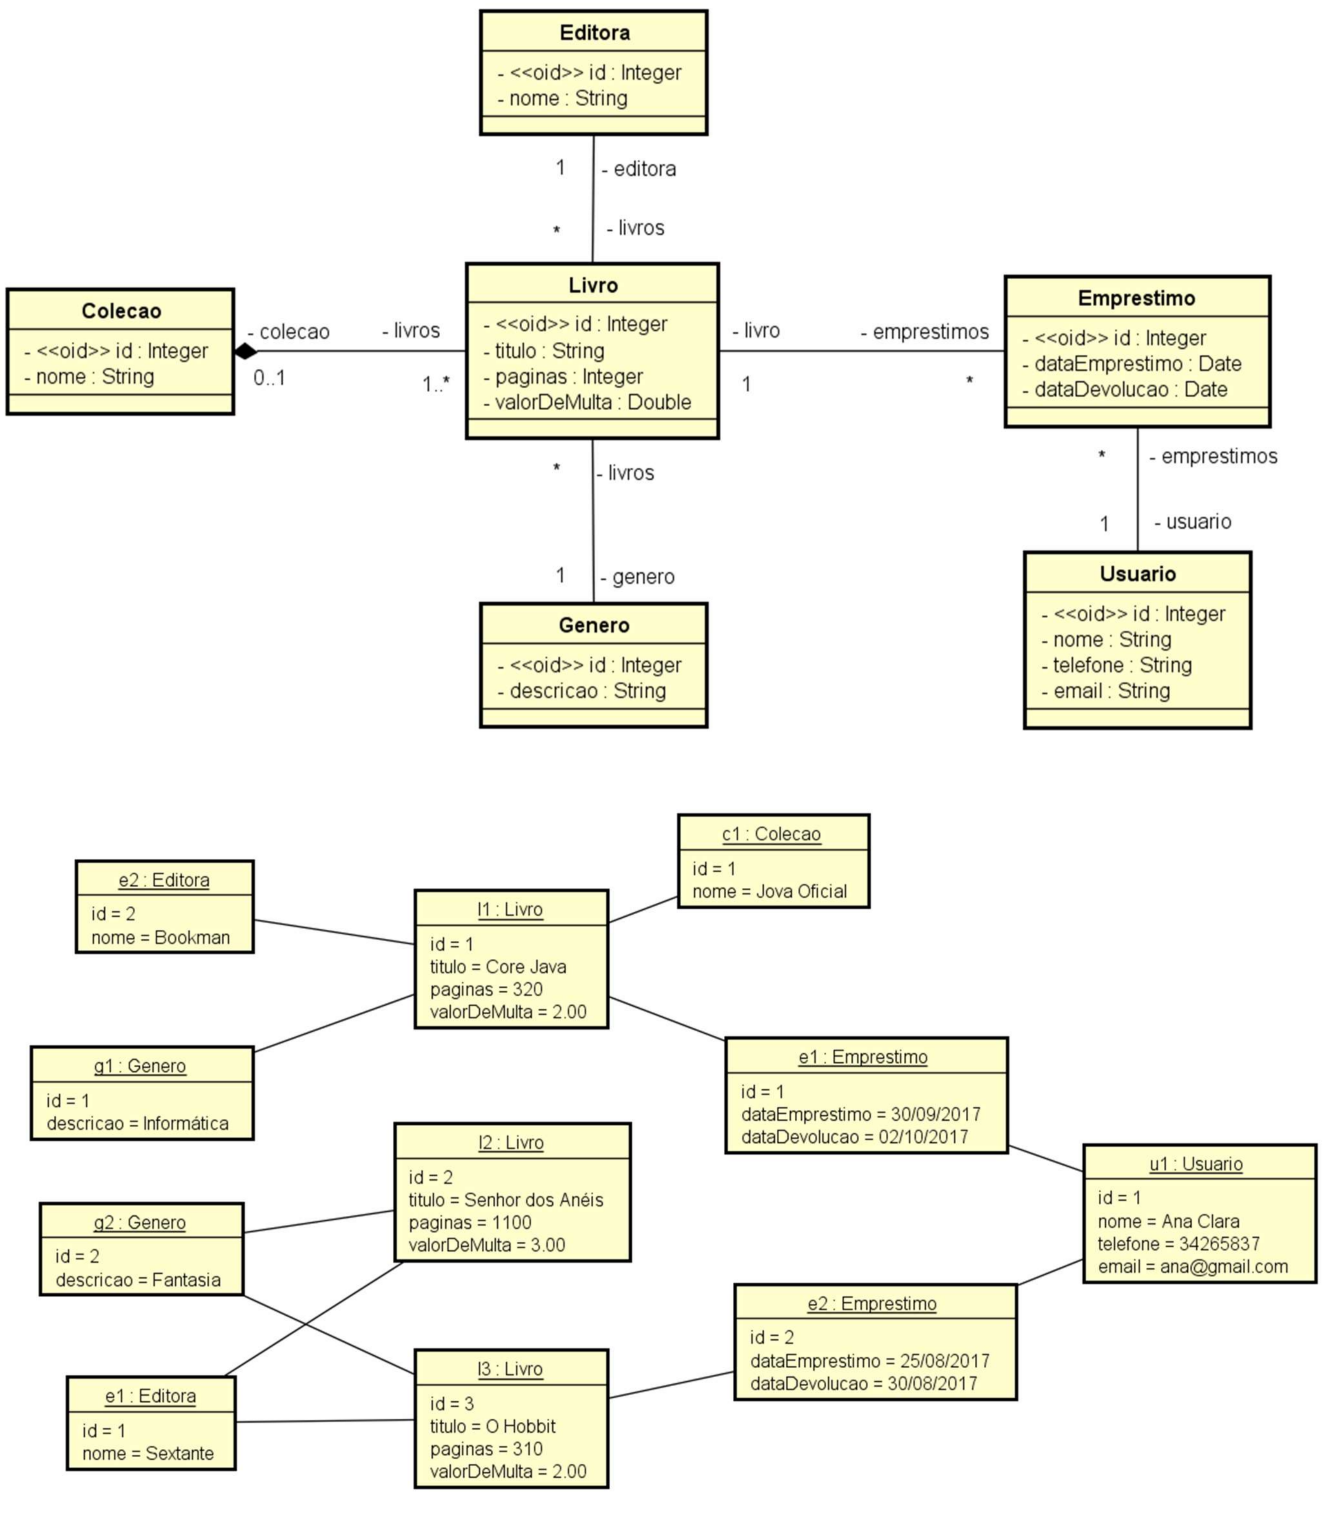 Editora
- <<oid>> id : Integer
- nome : String
1
- editora
*
- livros
Colecao
- <<oid>> id : Integer
- nome : String
- colecao
- livros
0..1
1..*
Livro
- <<oid>> id : Integer
- titulo : String
- paginas : Integer
- valorDeMulta : Double
- livro
- emprestimos
1
*
Emprestimo
- <<oid>> id : Integer
- dataEmprestimo : Date
- dataDevolucao : Date
*
- livros
*
- emprestimos
1
- usuario
1
- genero
Genero
- <<oid>> id : Integer
- descricao : String
Usuario
- <<oid>> id : Integer
- nome : String
- telefone : String
- email : String
c1 : Colecao
id = 1
nome = Jova Oficial
e2 : Editora
id = 2
nome = Bookman
l1 : Livro
id = 1
titulo = Core Java
paginas = 320
valorDeMulta = 2.00
g1 : Genero
id = 1
descricao = Informática
e1 : Emprestimo
id = 1
dataEmprestimo = 30/09/2017
dataDevolucao = 02/10/2017
l2 : Livro
id = 2
titulo = Senhor dos Anéis
paginas = 1100
valorDeMulta = 3.00
u1 : Usuario
id = 1
nome = Ana Clara
telefone = 34265837
email = ana@gmail.com
g2 : Genero
id = 2
descricao = Fantasia
e2 : Emprestimo
id = 2
dataEmprestimo = 25/08/2017
dataDevolucao = 30/08/2017
l3 : Livro
id = 3
titulo = O Hobbit
paginas = 310
valorDeMulta = 2.00
e1 : Editora
id = 1
nome = Sextante